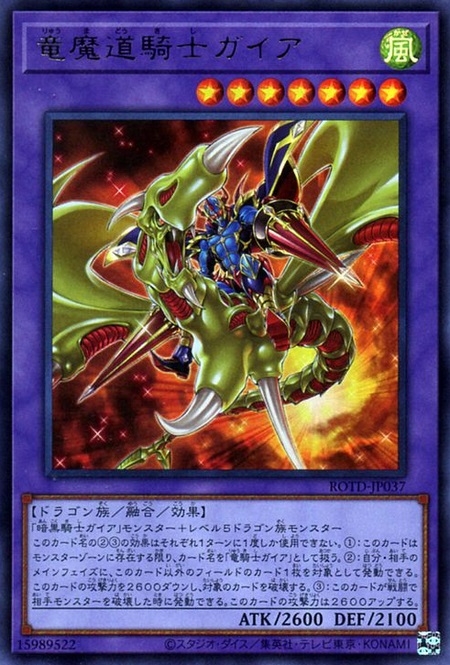 竜魔道騎士ガイア
風
ROTD-JP037
【ドラゴン族/融合/効果】
「暗黒騎士ガイア」モンスター+レベル5ドラゴン族モンスター
このカード名の②③の効果はそれぞれ1ターンに1度しか使用できない。①:このカードは
モンスターゾーンに存在する限り、カード名を「竜騎士ガイア」として扱う。②:自分・相手の
メインフェイズに、このカード以外のフィールドのカード1枚を対象として発動できる。
このカードの攻撃力を2600ダウンし、対象のカードを破壊する。③:このカードが戦闘で
相手モンスターを破壊した時に発動できる。このカードの攻撃力は2600アップする。
ATK/2600 DEF/2100
15989522
©スタジオ・ダイス/集英社・テレビ東京・KONAMI